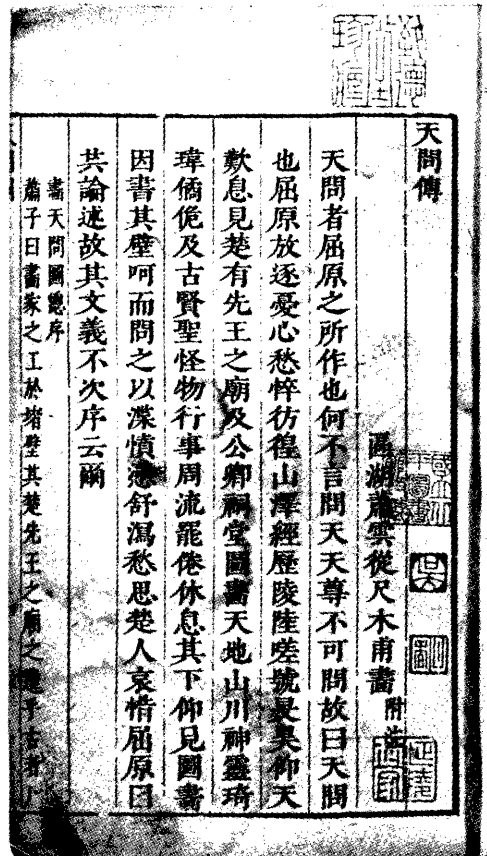 天問傳
區湖蕭雲從尺木甫畫 附注
天問者屈原之所作也何不言問天天尊不可問故曰天問
也屈原放逐憂心愁悴彷徨山澤經歷陵陸嗟號旻昊仰天
歎息見楚有先王之廟及公卿祠堂圖畫天地山川神靈琦
瑋僪佹及古賢聖怪物行事周流罷倦休息其下仰見圖畫
因書其壁呵而問之以渫憤懣舒瀉愁思楚人哀惜屈原因
共論述故其文義不次序云爾
畫天問圖總序
蕭子曰畫家之工於堵壁其楚先王之廟之